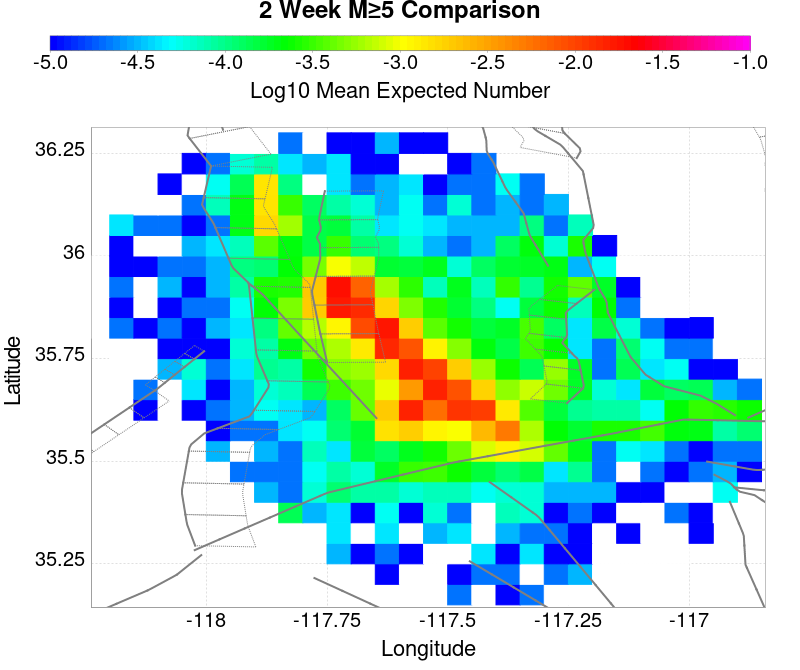 2 Week M≥5 Comparison
-5.0 -4.5 -4.0 -3.5 -3.0 -2.5 -2.0 -1.5 -1.0
Log10 Mean Expected Number
36.25
36
35.75
35.5
35.25
Latitude
-118 -117.75 -117.5 -117.25 -117
Longitude